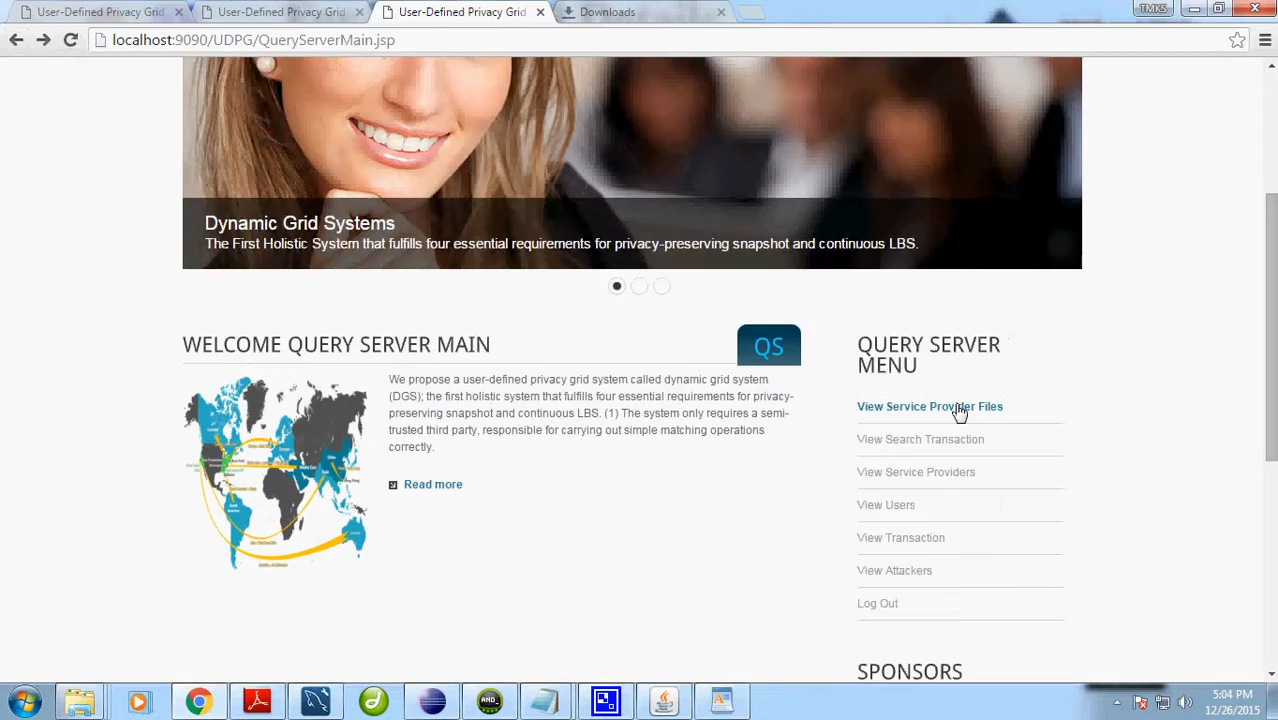 User-Defined Privacy Grid
User-Defined Privacy Grid
User-Defined Privacy Grid
Downloads
TMKS
localhost:9090/UDPG/QueryServerMain.jsp
Dynamic Grid Systems
The First Holistic System that fulfills four essential requirements for privacy-preserving snapshot and continuous LBS.
WELCOME QUERY SERVER MAIN
QS
We propose a user-defined privacy grid system called dynamic grid system
(DGS); the first holistic system that fulfills four essential requirements for privacy-
preserving snapshot and continuous LBS. (1) The system only requires a semi-
trusted third party, responsible for carrying out simple matching operations
correctly.
Read more
QUERY SERVER
MENU
View Service Provider Files
View Search Transaction
View Service Providers
View Users
View Transaction
View Attackers
Log Out
SPONSORS
AND
5:04 PM
12/26/2015